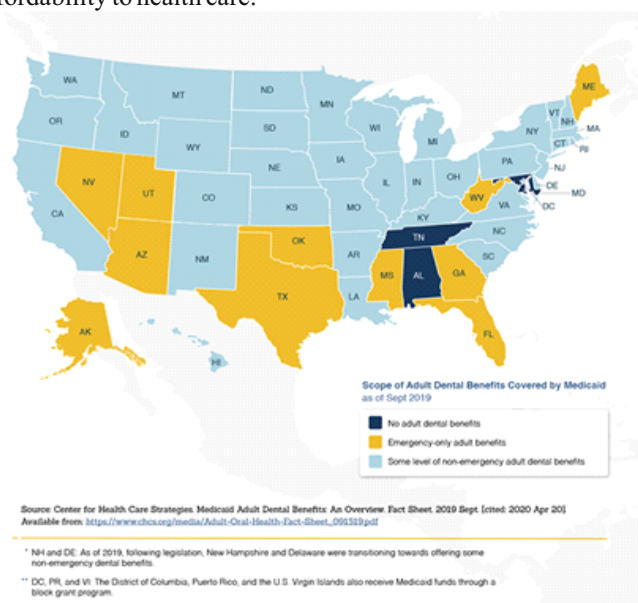 fordability to health care.
WA
MT
ND
MN
ME
OR
ID
SD
WI
MI
VT
NH
NY
MA
WY
CT
RI
NE
IA
PA
NJ
NV
UT
CO
IL
IN
OH
DE
MD
WV
VA
DC
CA
KS
MO
KY
TN
NC
AZ
NM
OK
AR
SC
MS
AL
GA
TX
LA
AK
HI
FL
Scope of Adult Dental Benefits Covered by Medicaid
as of Sept 2019
No adult dental benefits
Emergency-only adult benefits
Some level of non-emergency adult dental benefits
Source: Center for Health Care Strategies. Medicaid Adult Dental Benefits: An Overview. Fact Sheet. 2019 Sept. [cited: 2020 Apr 20]
Available from: https://www.chcs.org/media/Adult-Oral-Health-Fact-Sheet_091519.pdf
* NH and DE: As of 2019, following legislation, New Hampshire and Delaware were transitioning towards offering some
non-emergency dental benefits.
** DC, PR, and VI: The District of Columbia, Puerto Rico, and the U.S. Virgin Islands also receive Medicaid funds through a
block grant program.